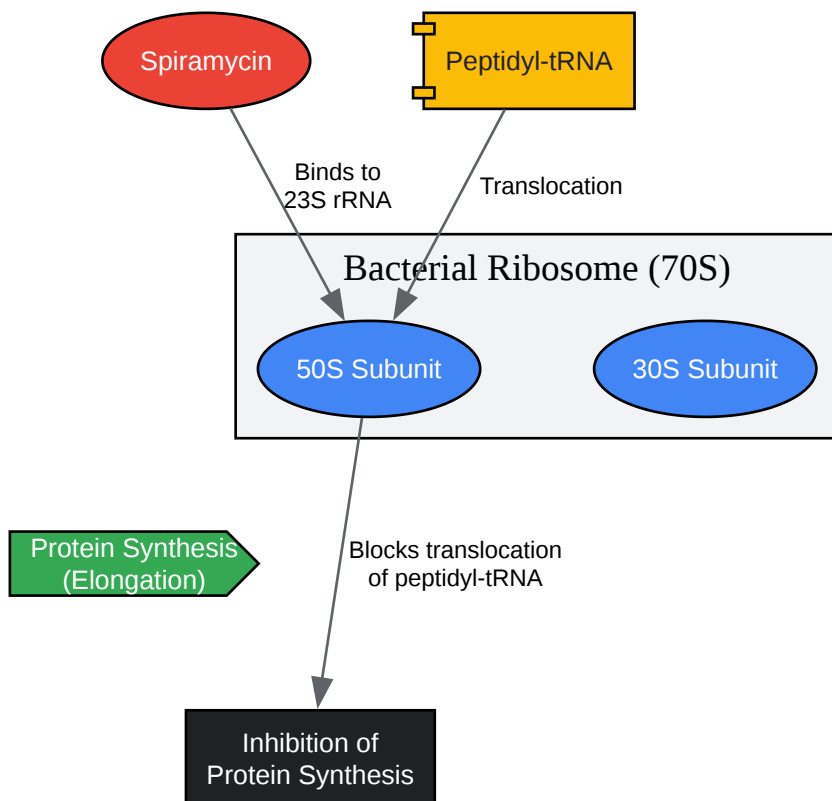 Spiramycin
Peptidyl-tRNA
Binds to
23S rRNA
Translocation
Bacterial Ribosome (70S)
50S Subunit
30S Subunit
Protein Synthesis
(Elongation)
Blocks translocation
of peptidyl-tRNA
Inhibition of
Protein Synthesis